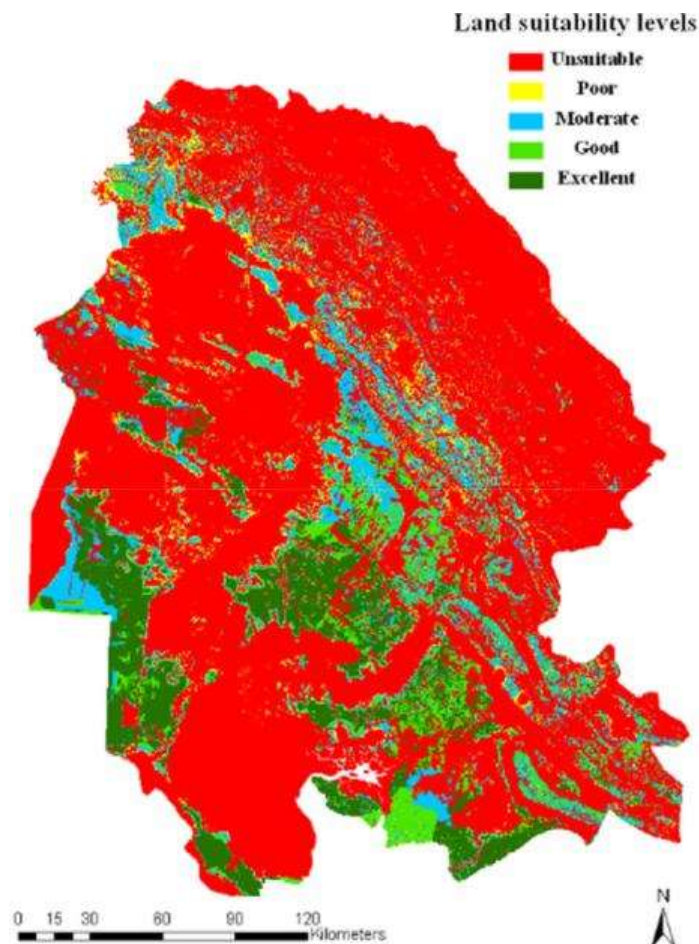 Land suitability levels
Unsuitable
Poor
Moderate
Good
Excellent
N
0 15 30 60 90 120
Kilometers